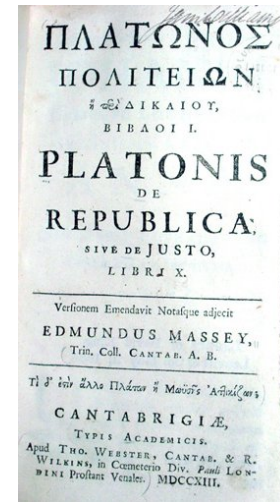 ΠΛΑΤΩΝΟΣ
ΠΟΛΙΤΕΙΩΝ
ἢ περὶ ΔΙΚΑΙΟΥ,
ΒΙΒΛΟΙ Ι.
PLATONIS
DE
REPUBLICA;
SIVE DE JUSTO,
LIBRI X.
Versionem Emendavit Notasque adjecit
EDMUNDUS MASSEY,
Trin. Coll. CANTAB. A. B.
Τί δ' ἐστὶν ἄλλο Πλάτων ἢ Μωϋσῆς Ἀττικίζων;
CANTABRIGIÆ,
TYPIS ACADEMICIS.
Apud THO. WEBSTER, CANTAB. & R.
WILKINS, in Cœmeterio Div. Pauli LON-
DINI Prostant Venales. MDCCXIII.